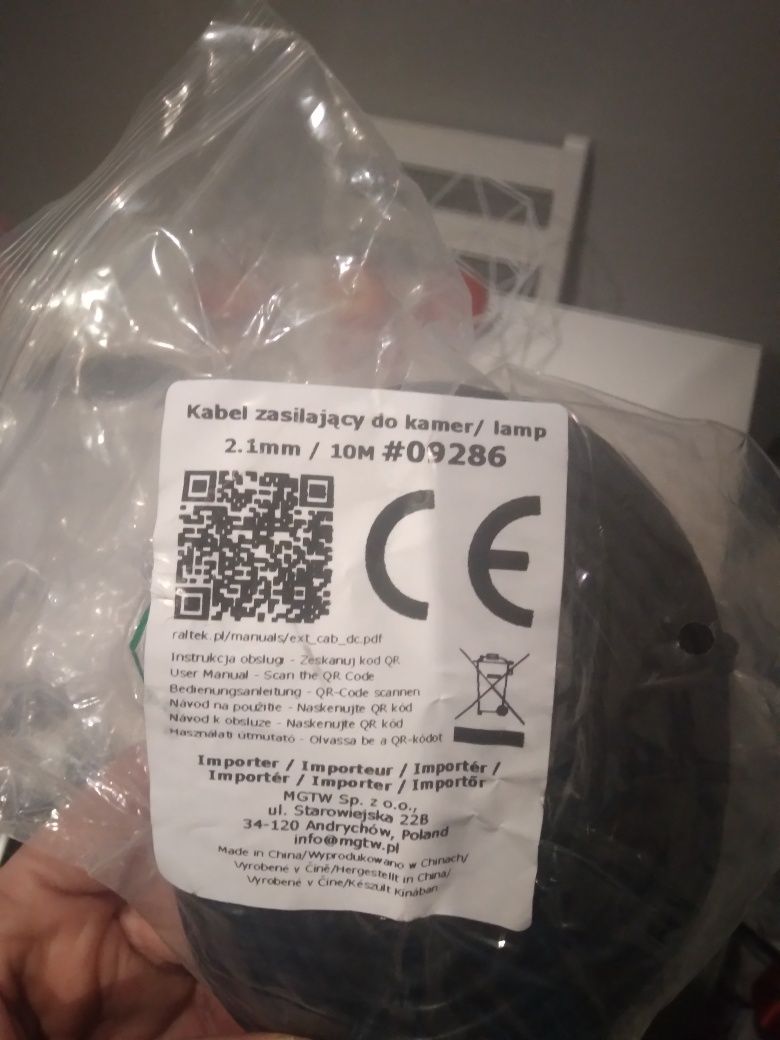 Kabel zasilający do kamer/ lamp
2.1mm / 10M #09286
CE
raltek.pl/manuals/ext_cab_dc.pdf
Instrukcja obsługi - Zeskanuj kod QR
User Manual - Scan the QR Code
Bedienungsanleitung - QR-Code scannen
Návod na použitie - Naskenujte QR kód
Návod k obsluze - Naskenujte QR kód
Használati útmutató - Olvassa be a QR-kódot
Importer / Importeur / Importér /
Importér / Importer / Importőr
MGTW Sp. z o.o.,
ul. Starowiejska 22B
34-120 Andrychów, Poland
info@mgtw.pl
Made in China/Wyprodukowano w Chinach/
Vyrobené v Číně/Hergestellt in China/
Vyrobené v Číne/Készült Kínában